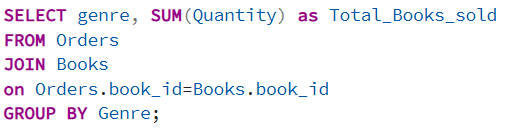 SELECT genre, SUM(Quantity) as Total_Books_sold
FROM Orders
JOIN Books
on Orders.book_id=Books.book_id
GROUP BY Genre;